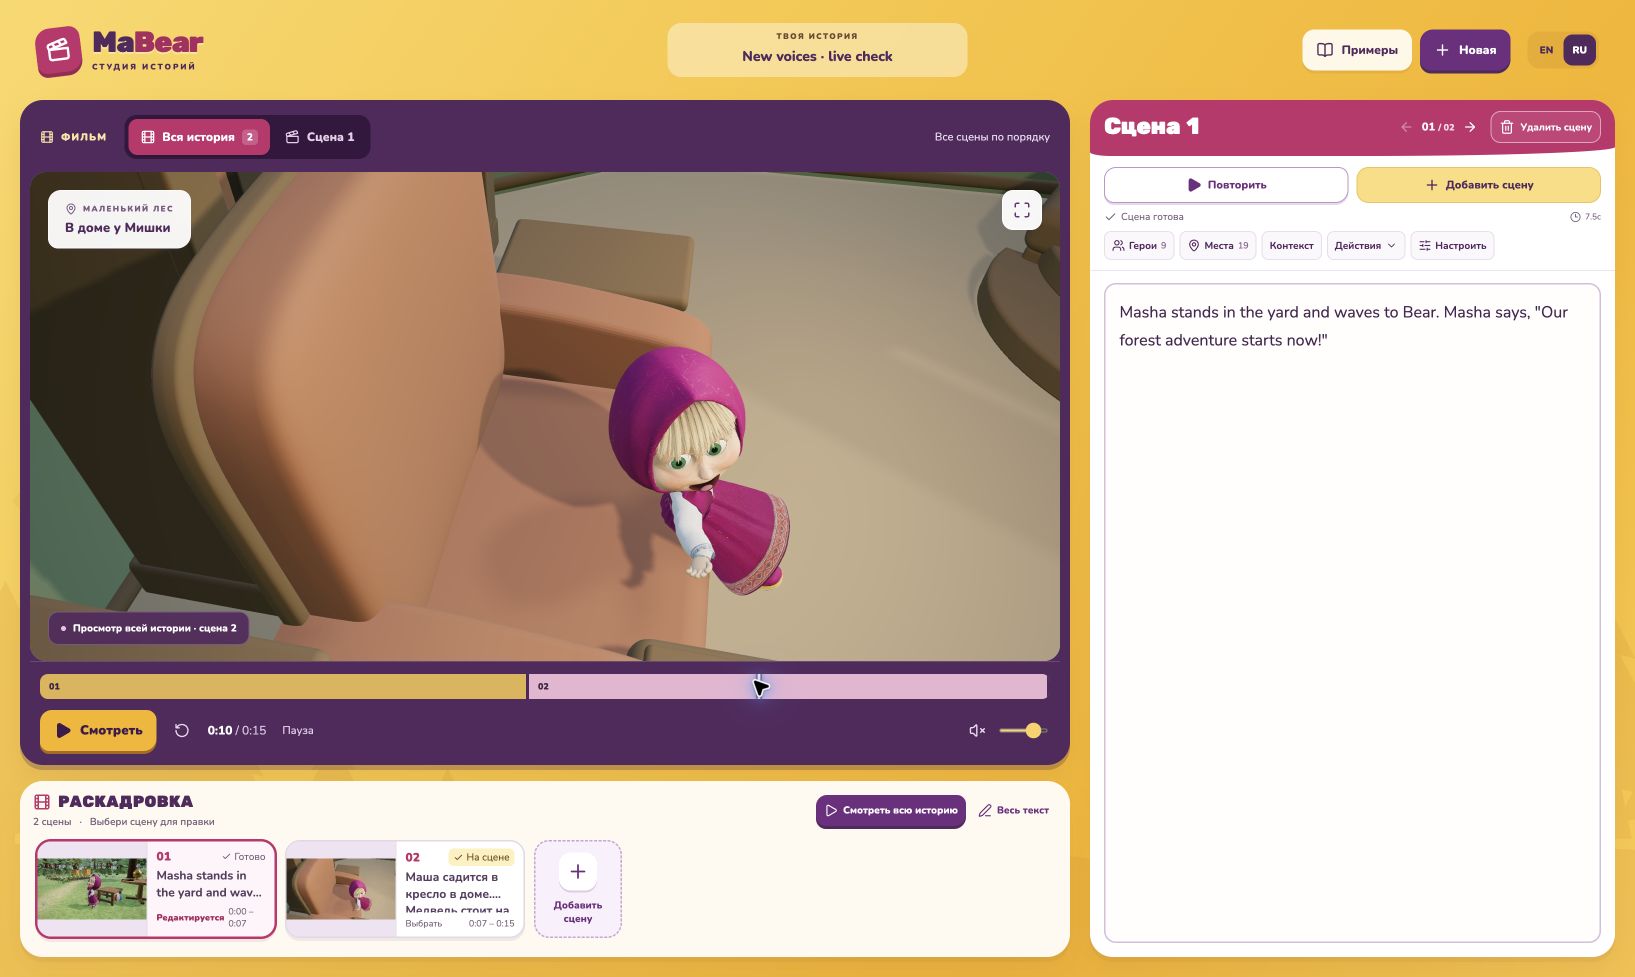 MaBear
СТУДИЯ ИСТОРИЙ
ТВОЯ ИСТОРИЯ
New voices · live check
Примеры
Новая
EN
RU
ФИЛЬМ
Вся история 2
Сцена 1
Все сцены по порядку
МАЛЕНЬКИЙ ЛЕС
В доме у Мишки
Просмотр всей истории · сцена 2
01
02
Смотреть
0:10 / 0:15
Пауза
РАСКАДРОВКА
2 сцены · Выбери сцену для правки
Смотреть всю историю
Весь текст
01
Готово
Masha stands in
the yard and wav...
Редактируется
0:00 –
0:07
02
На сцене
Маша садится в
кресло в доме....
Медведь стоит на
Выбрать
0:07 – 0:15
Добавить
сцену
Сцена 1
01 / 02
Удалить сцену
Повторить
Добавить сцену
Сцена готова
7.5с
Герои 9
Места 19
Контекст
Действия
Настроить
Masha stands in the yard and waves to Bear. Masha says, "Our
forest adventure starts now!"